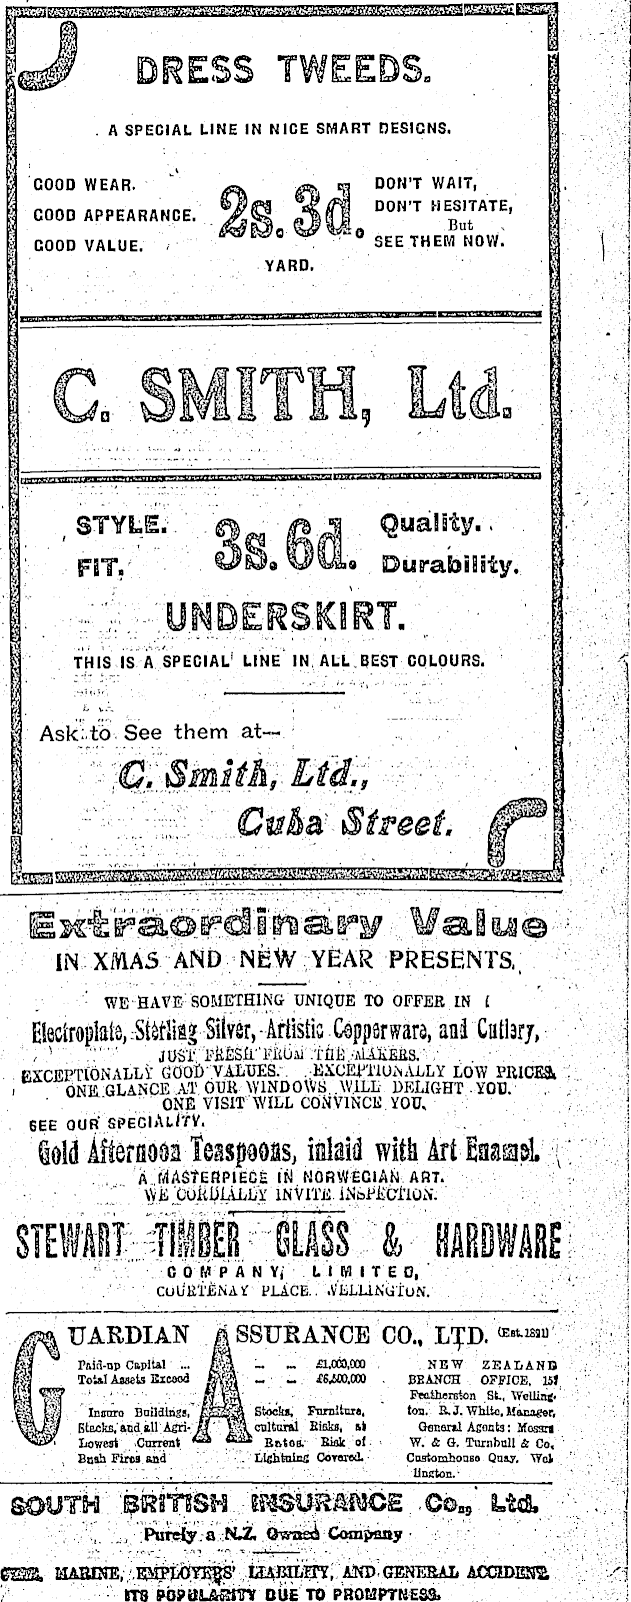 DRESS TWEEDS.
A SPECIAL LINE IN NICE SMART DESIGNS.
GOOD WEAR.
GOOD APPEARANCE.
GOOD VALUE.
2s. 3d.
YARD.
DON'T WAIT,
DON'T HESITATE,
But
SEE THEM NOW.
C. SMITH, Ltd.
STYLE.
FIT.
3s. 6d.
Quality.
Durability.
UNDERSKIRT.
THIS IS A SPECIAL LINE IN ALL BEST COLOURS.
Ask to See them at—
C. Smith, Ltd.,
Cuba Street.
Extraordinary Value
IN XMAS AND NEW YEAR PRESENTS.
WE HAVE SOMETHING UNIQUE TO OFFER IN
Electroplate, Sterling Silver, Artistic Copperware, and Cutlery,
JUST FRESH FROM THE MAKERS.
EXCEPTIONALLY GOOD VALUES. EXCEPTIONALLY LOW PRICES.
ONE GLANCE AT OUR WINDOWS WILL DELIGHT YOU.
ONE VISIT WILL CONVINCE YOU.
SEE OUR SPECIALITY.
Gold Afternoon Teaspoons, inlaid with Art Enamel.
A MASTERPIECE IN NORWEGIAN ART.
WE CORDIALLY INVITE INSPECTION.
STEWART TIMBER GLASS & HARDWARE
COMPANY, LIMITED,
COURTENAY PLACE. WELLINGTON.
GUARDIAN ASSURANCE CO., LTD. (Est. 1821)
Paid-up Capital ... — — £1,000,000
Total Assets Exceed — — £6,500,000
Insure Buildings, Stocks, Furniture,
Stacks, and all Agricultural Risks, at
Lowest Current Rates. Risk of
Bush Fires and Lightning Covered.
NEW ZEALAND
BRANCH OFFICE, 157
Featherston St., Welling-
ton. R. J. White, Manager,
General Agents: Messrs
W. & G. Turnbull & Co.
Customhouse Quay, Wel
lington.
SOUTH BRITISH INSURANCE Co., Ltd.
Purely a N.Z. Owned Company
MARINE, EMPLOYERS' LIABILITY, AND GENERAL ACCIDENT.
ITS POPULARITY DUE TO PROMPTNESS.